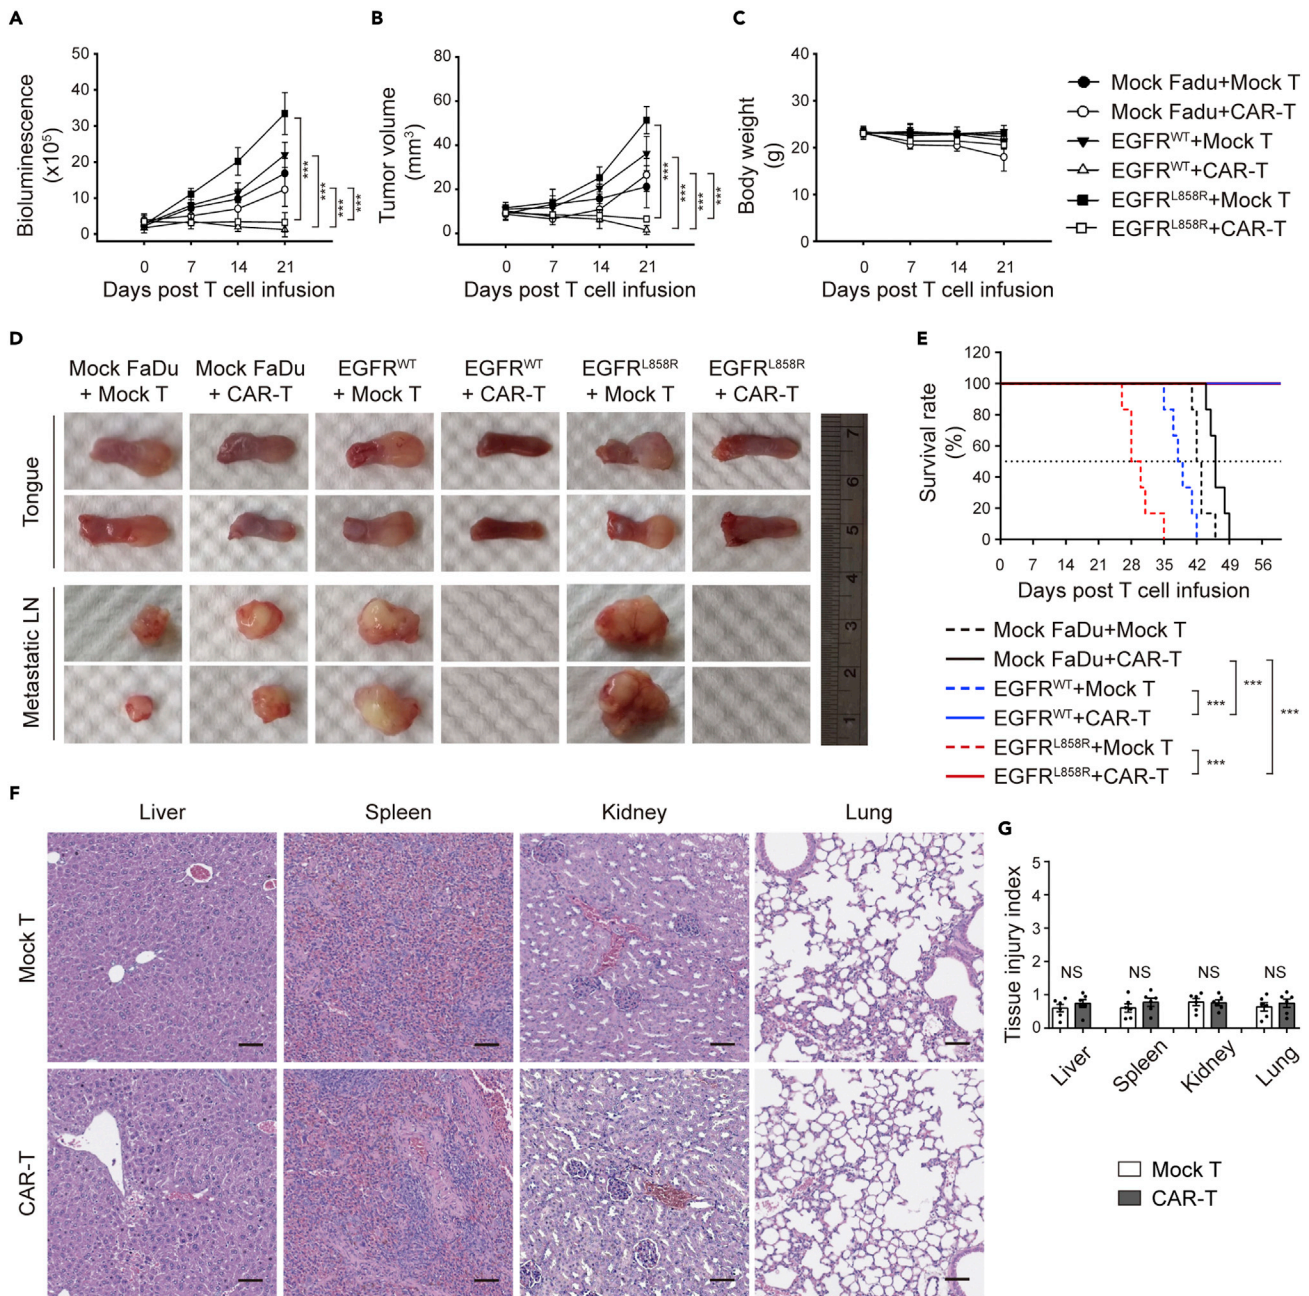 A
Bioluminescence
(x10⁵)
50
40
30
20
10
0
0 7 14 21
Days post T cell infusion
***
***
***
***
B
Tumor volume
(mm³)
80
60
40
20
0
0 7 14 21
Days post T cell infusion
***
***
***
***
C
Body weight
(g)
40
30
20
10
0
0 7 14 21
Days post T cell infusion
Mock Fadu+Mock T
Mock Fadu+CAR-T
EGFRᵂᵀ+Mock T
EGFRᵂᵀ+CAR-T
EGFRᴸ⁸⁵⁸ᴿ+Mock T
EGFRᴸ⁸⁵⁸ᴿ+CAR-T
D
Mock FaDu
+ Mock T
Mock FaDu
+ CAR-T
EGFRᵂᵀ
+ Mock T
EGFRᵂᵀ
+ CAR-T
EGFRᴸ⁸⁵⁸ᴿ
+ Mock T
EGFRᴸ⁸⁵⁸ᴿ
+ CAR-T
Tongue
Metastatic LN
7
6
5
4
3
2
1
E
Survival rate
(%)
120
100
80
60
40
20
0
0 7 14 21 28 35 42 49 56
Days post T cell infusion
Mock FaDu+Mock T
Mock FaDu+CAR-T
EGFRᵂᵀ+Mock T
EGFRᵂᵀ+CAR-T
EGFRᴸ⁸⁵⁸ᴿ+Mock T
EGFRᴸ⁸⁵⁸ᴿ+CAR-T
***
***
***
***
F
Liver Spleen Kidney Lung
Mock T
CAR-T
G
Tissue injury index
5
4
3
2
1
0
NS NS NS NS
Liver Spleen Kidney Lung
Mock T
CAR-T